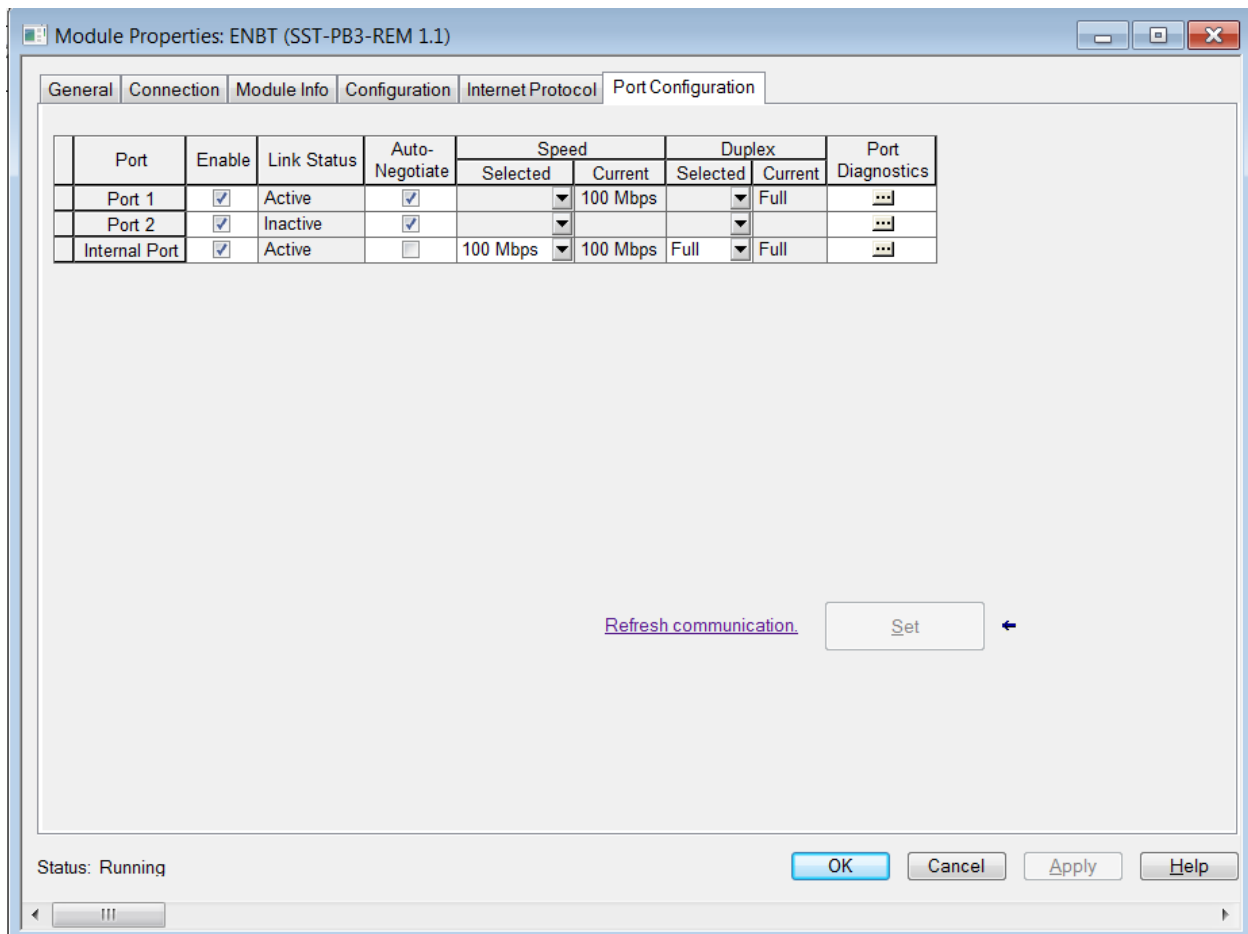 Module Properties: ENBT (SST-PB3-REM 1.1)
General Connection Module Info Configuration Internet Protocol Port Configuration
Port Enable Link Status Auto-Negotiate Speed Duplex Port Diagnostics
Selected Current Selected Current
Port 1 Active 100 Mbps Full ...
Port 2 Inactive ...
Internal Port Active 100 Mbps 100 Mbps Full Full ...
Refresh communication. Set
Status: Running OK Cancel Apply Help